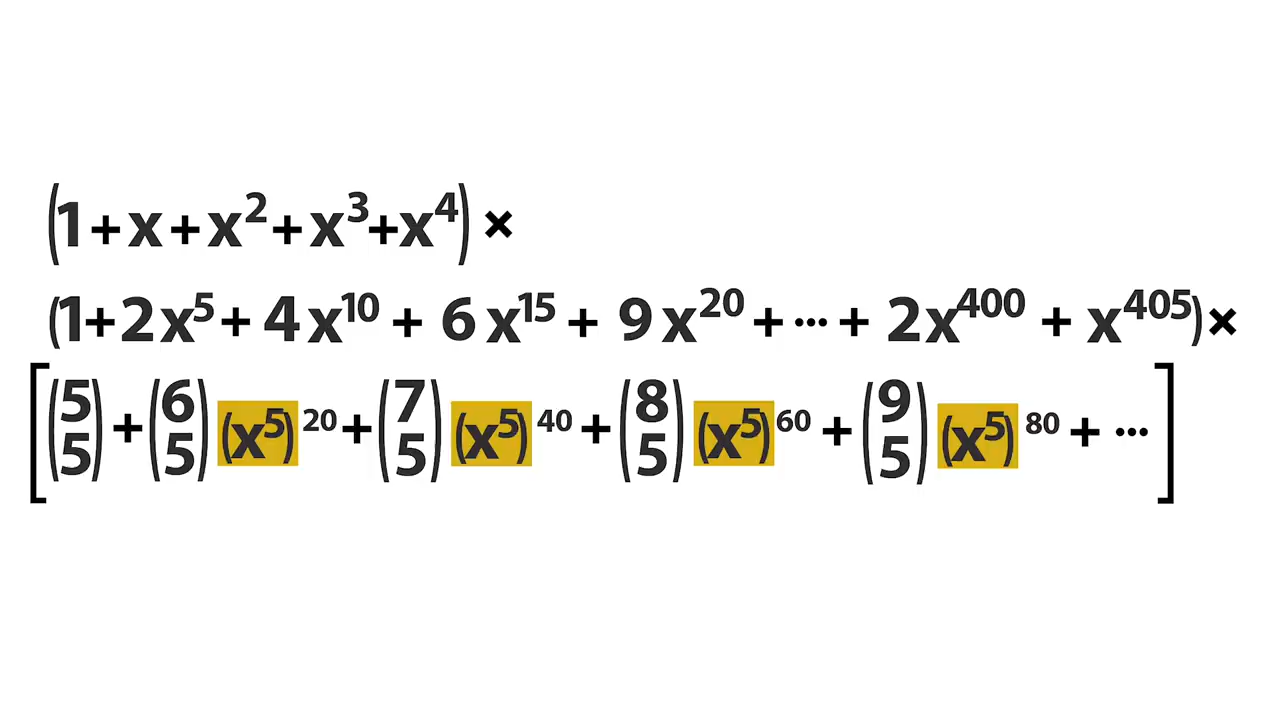 (1+x+x²+x³+x⁴)×
(1+2x⁵+4x¹⁰+6x¹⁵+9x²⁰+···+2x⁴⁰⁰+x⁴⁰⁵)×
[(5 5)+(6 5)(x⁵)²⁰+(7 5)(x⁵)⁴⁰+(8 5)(x⁵)⁶⁰+(9 5)(x⁵)⁸⁰+···]